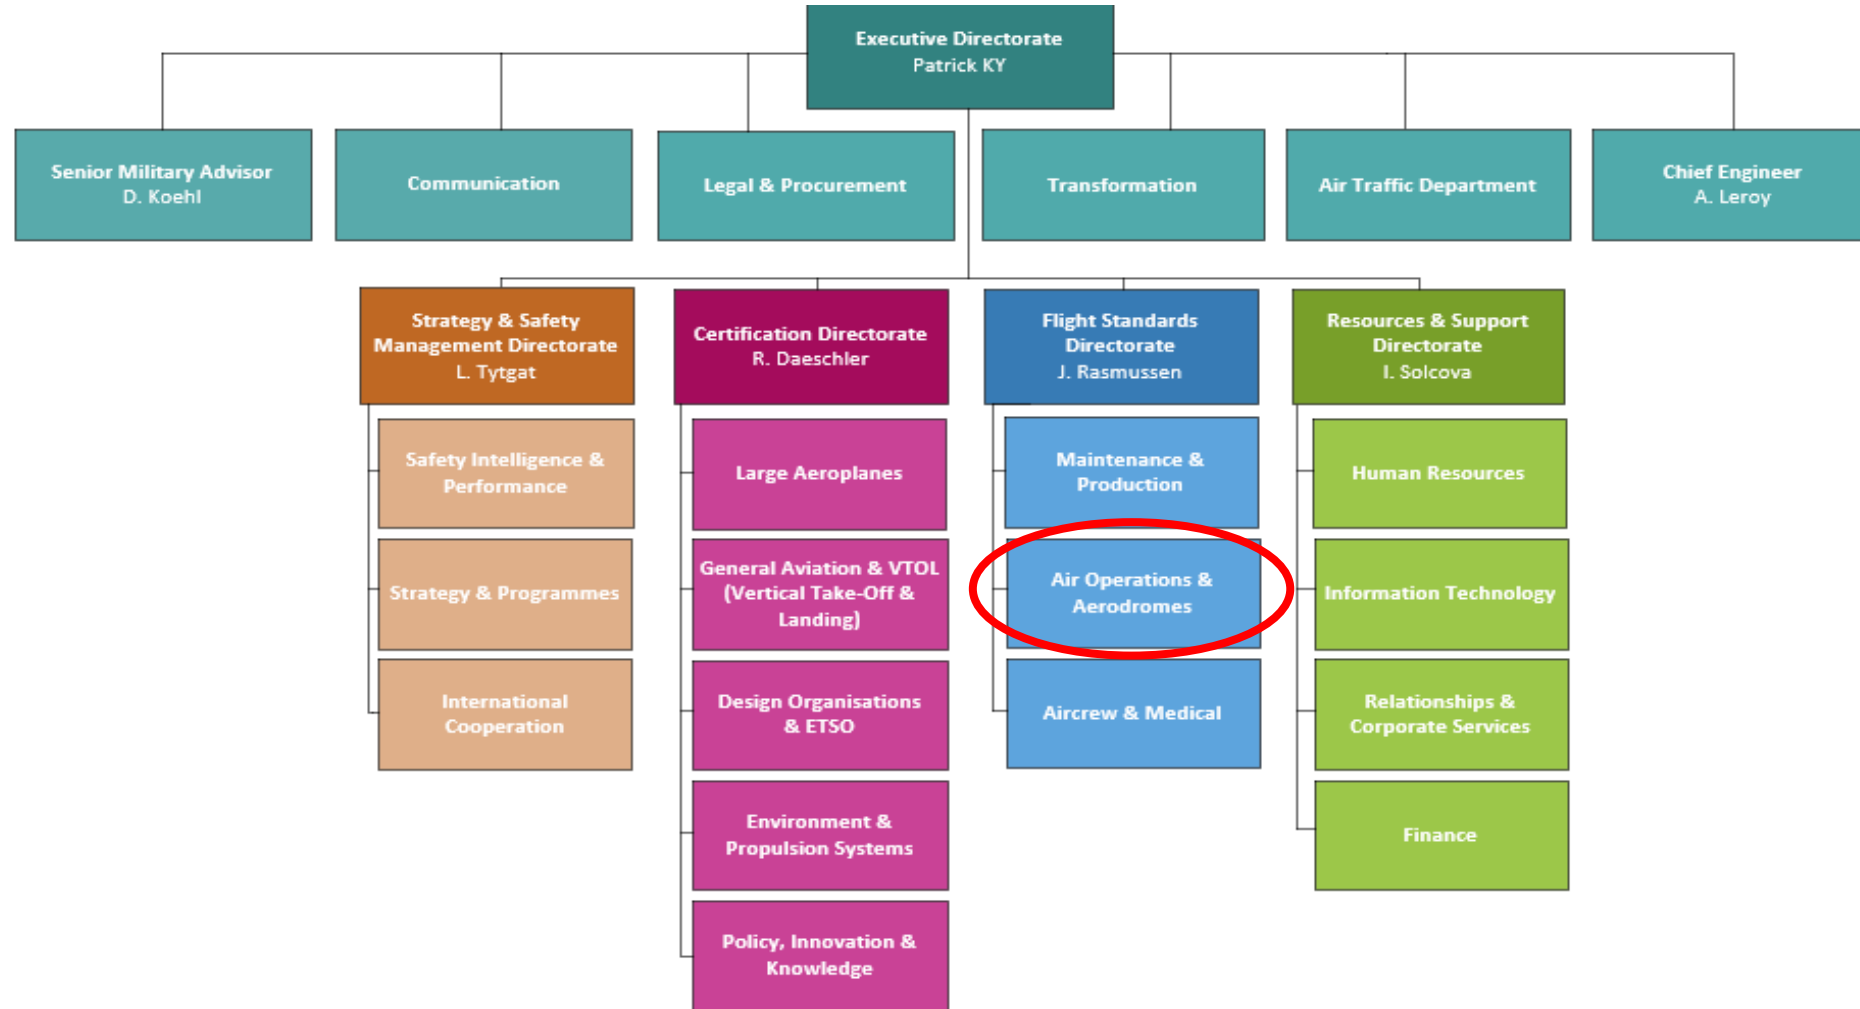 Executive Directorate
Patrick KY
Senior Military Advisor
D. Koehl
Communication
Legal & Procurement
Transformation
Air Traffic Department
Chief Engineer
A. Leroy
Strategy & Safety
Management Directorate
L. Tytgat
Certification Directorate
R. Daeschler
Flight Standards
Directorate
J. Rasmussen
Resources & Support
Directorate
I. Solcova
Safety Intelligence &
Performance
Strategy & Programmes
International
Cooperation
Large Aeroplanes
General Aviation & VTOL
(Vertical Take-Off &
Landing)
Design Organisations
& ETSO
Environment &
Propulsion Systems
Policy, Innovation &
Knowledge
Maintenance &
Production
Air Operations &
Aerodromes
Aircrew & Medical
Human Resources
Information Technology
Relationships &
Corporate Services
Finance